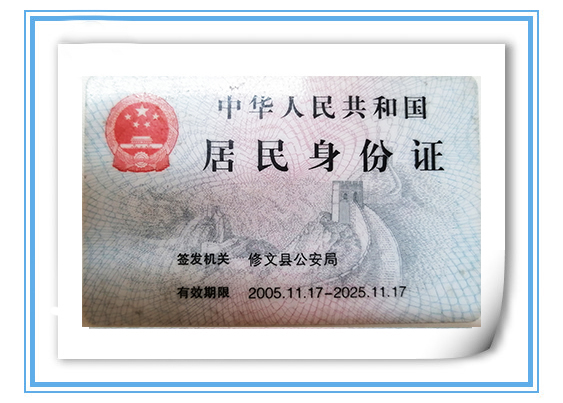 中华人民共和国
居民身份证
签发机关 修文县公安局
有效期限 2005.11.17-2025.11.17